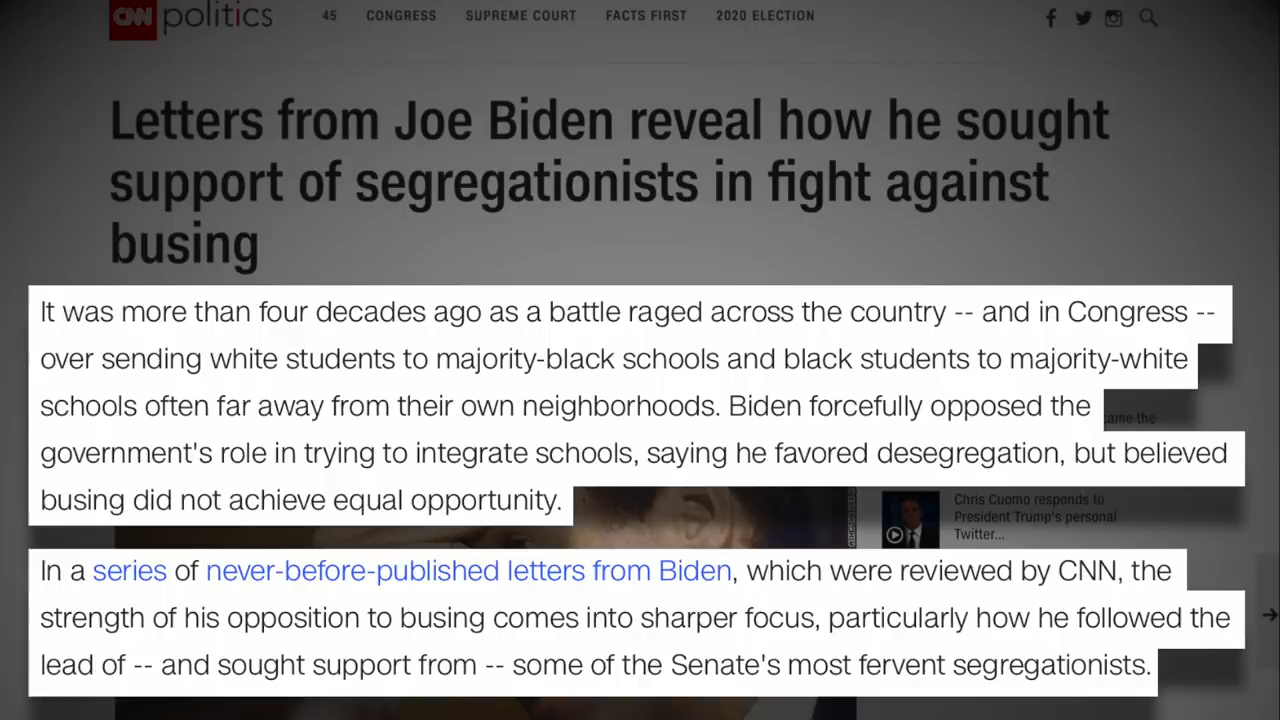 CNN politics 45 CONGRESS SUPREME COURT FACTS FIRST 2020 ELECTION
Letters from Joe Biden reveal how he sought
support of segregationists in fight against
busing
It was more than four decades ago as a battle raged across the country -- and in Congress --
over sending white students to majority-black schools and black students to majority-white
schools often far away from their own neighborhoods. Biden forcefully opposed the
government's role in trying to integrate schools, saying he favored desegregation, but believed
busing did not achieve equal opportunity.
came the
Chris Cuomo responds to
President Trump's personal
Twitter...
In a series of never-before-published letters from Biden, which were reviewed by CNN, the
strength of his opposition to busing comes into sharper focus, particularly how he followed the
lead of -- and sought support from -- some of the Senate's most fervent segregationists.